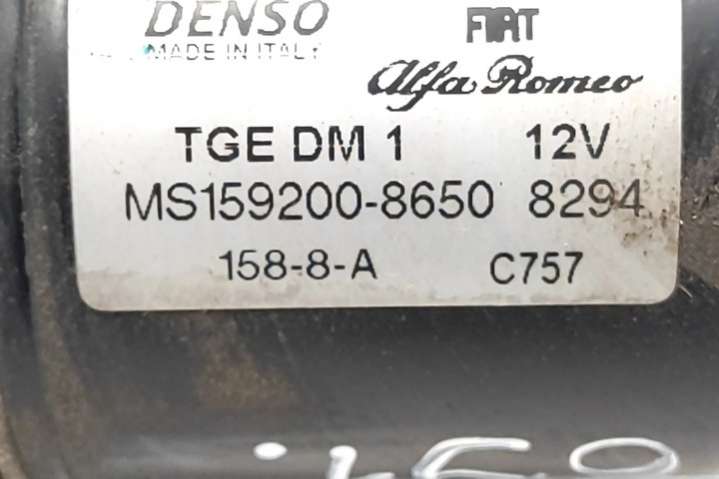 DENSO FIAT
MADE IN ITALY
Alfa Romeo
TGE DM 1 12V
MS159200-8650 8294
158-8-A C757